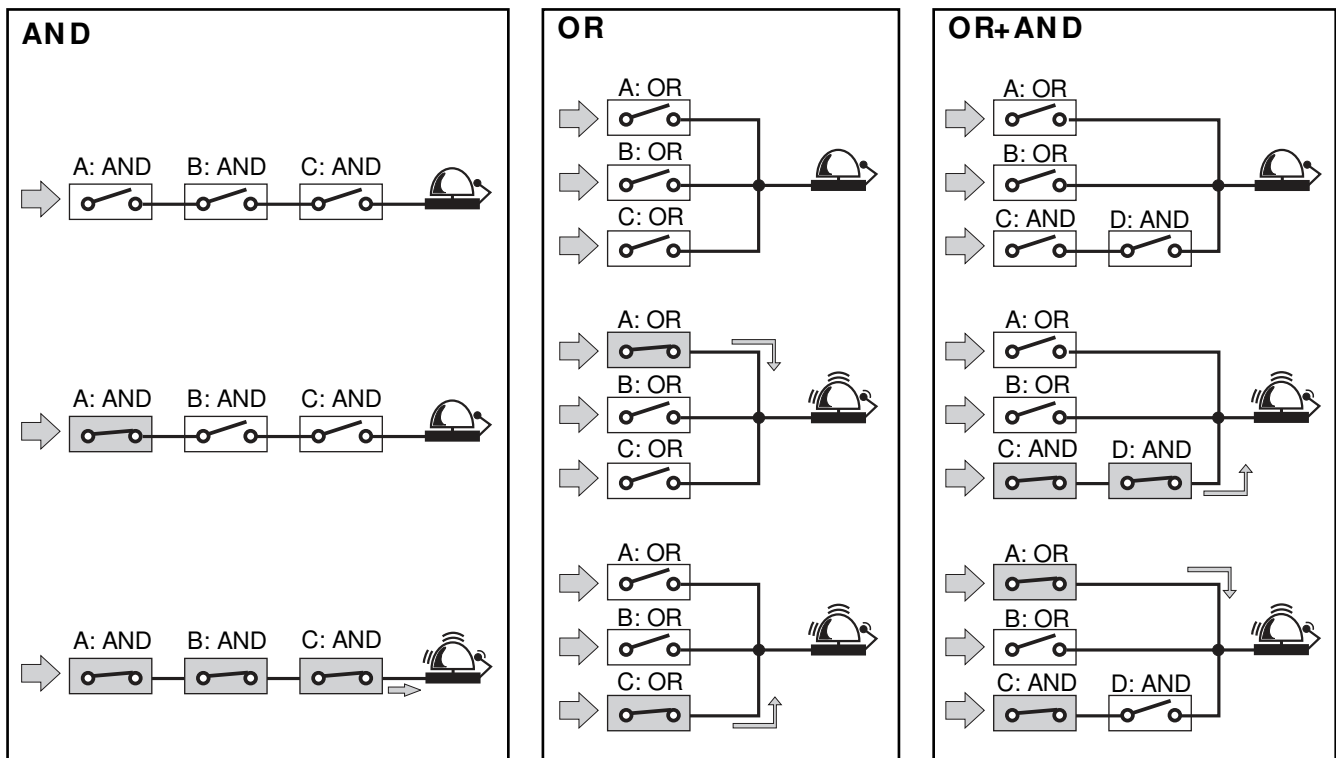 AND
A: AND B: AND C: AND
A: AND B: AND C: AND
A: AND B: AND C: AND
OR
A: OR
B: OR
C: OR
A: OR
B: OR
C: OR
A: OR
B: OR
C: OR
OR+AND
A: OR
B: OR
C: AND D: AND
A: OR
B: OR
C: AND D: AND
A: OR
B: OR
C: AND D: AND